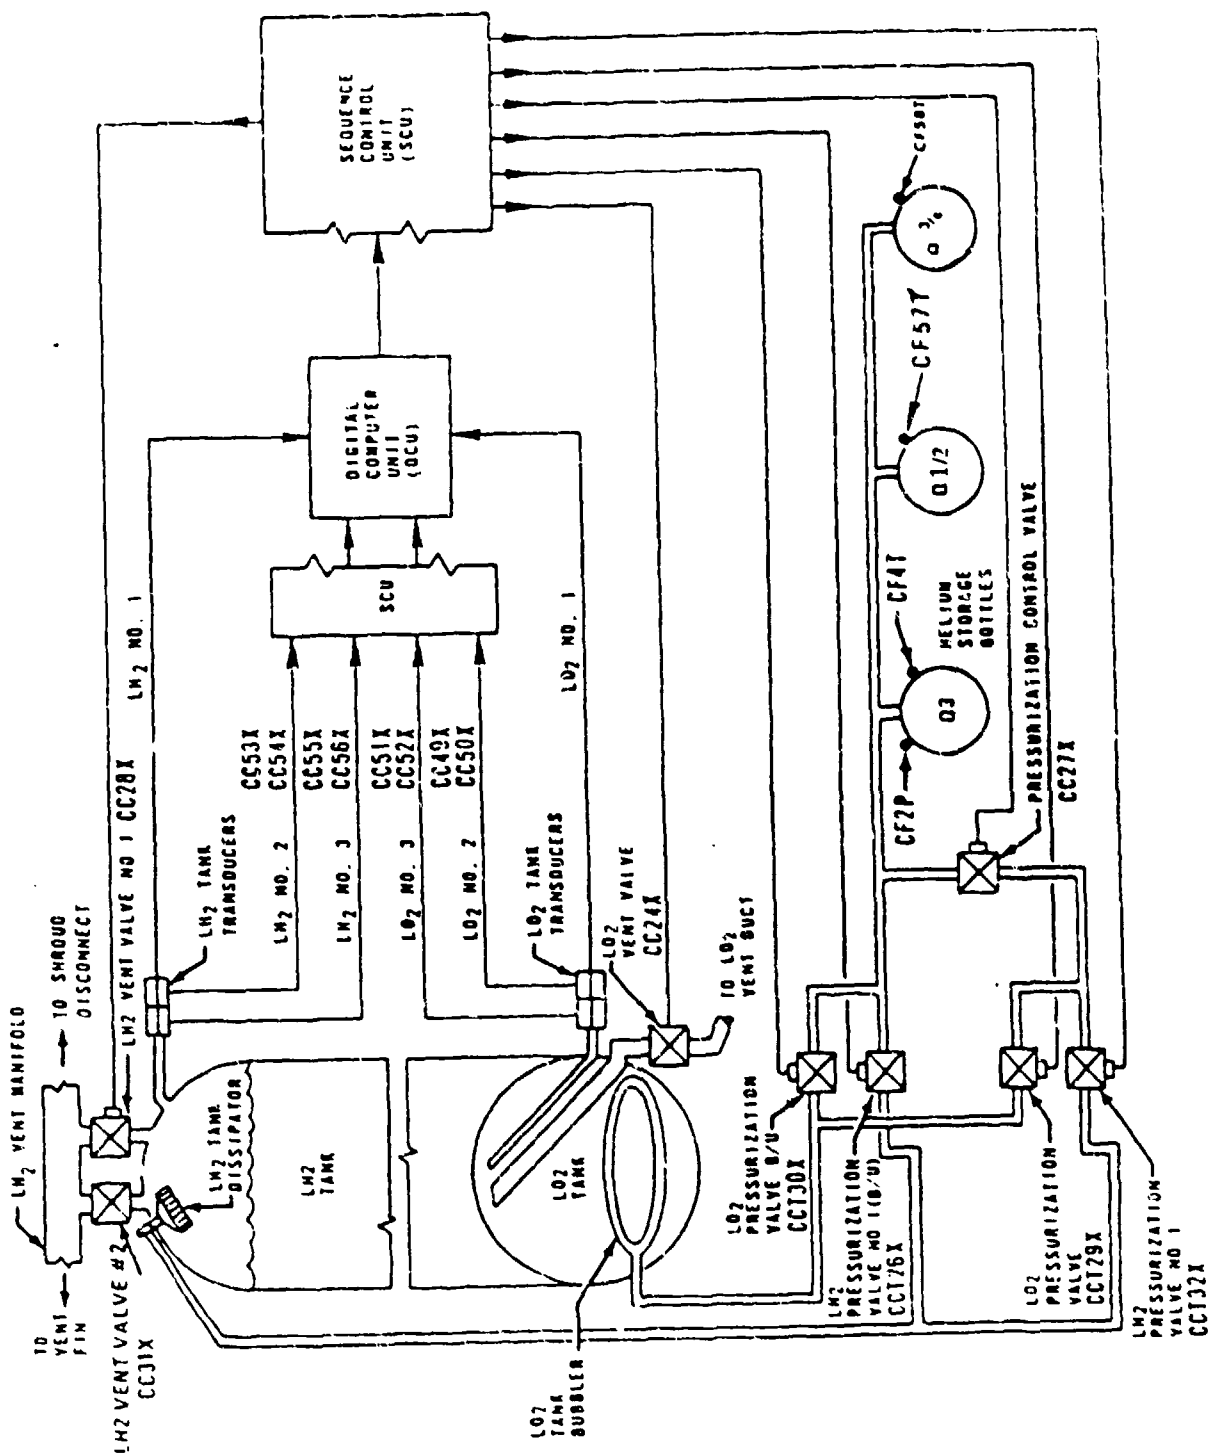 LH2 VENT MANIFOLD
TO SHROUD
DISCONNECT
TO
VENT
FIN
LH2 VENT VALVE #2
CC31X
LH2 VENT VALVE NO 1 CC28X
LH2 NO. 1
LH2 TANK
TRANSDUCERS
LH2 TANK
DISSIPATOR
LH2
TANK
LH2 NO. 2
CC53X
CC54X
LH2 NO. 3
CC55X
CC56X
LO2 NO. 3
CC51X
CC52X
LO2 NO. 2
CC49X
CC50X
LO2 NO. 1
SCU
DIGITAL
COMPUTER
UNIT
(DCU)
SEQUENCE
CONTROL
UNIT
(SCU)
LO2 TANK
TRANSDUCERS
LO2
VENT VALVE
CC24X
TO LO2
VENT DUCT
LO2
TANK
LO2
TANK
BUBBLER
LO2
PRESSURIZATION
VALVE B/U
CCT30X
LH2
PRESSURIZATION
VALVE NO 1(B/U)
CCT26X
LO2
PRESSURIZATION
VALVE
CCT29X
LH2
PRESSURIZATION
VALVE NO 1
CCT32X
CF2P
Q3
CF4T
HELIUM
STORAGE
BOTTLES
Q1/2
CF57T
CF58T
PRESSURIZATION CONTROL VALVE
CC27X